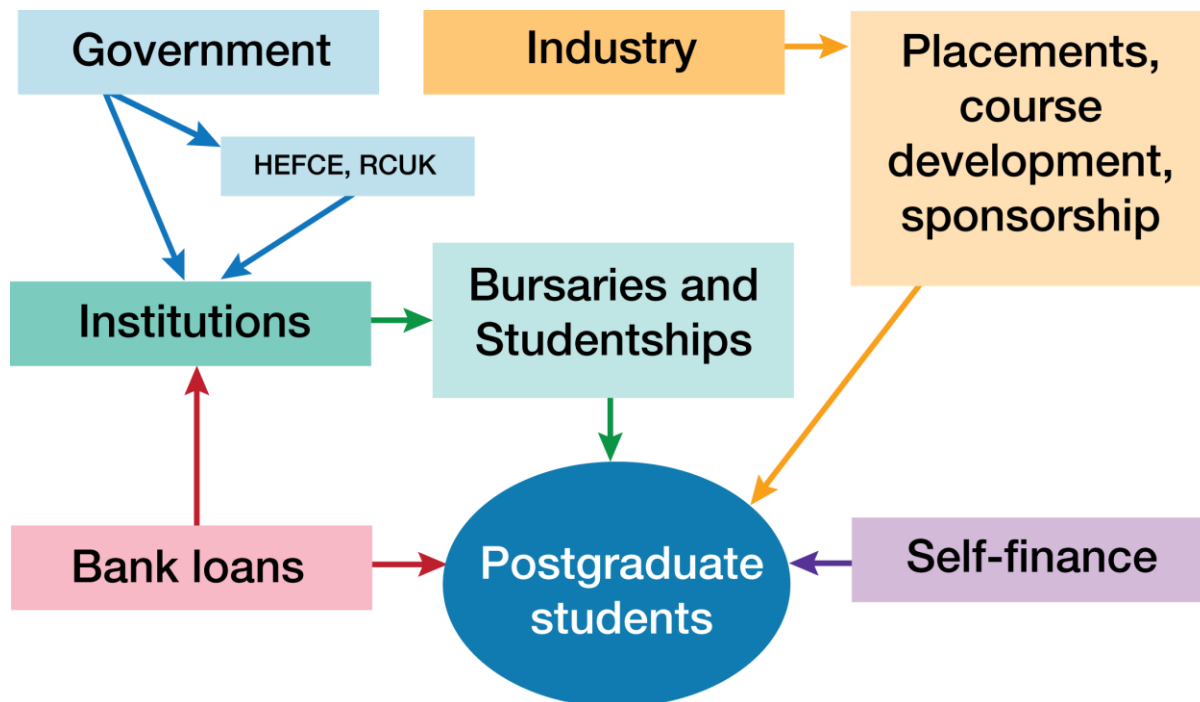 Government
Industry
Placements,
course
development,
sponsorship
HEFCE, RCUK
Institutions
Bursaries and
Studentships
Bank loans
Postgraduate
students
Self-finance